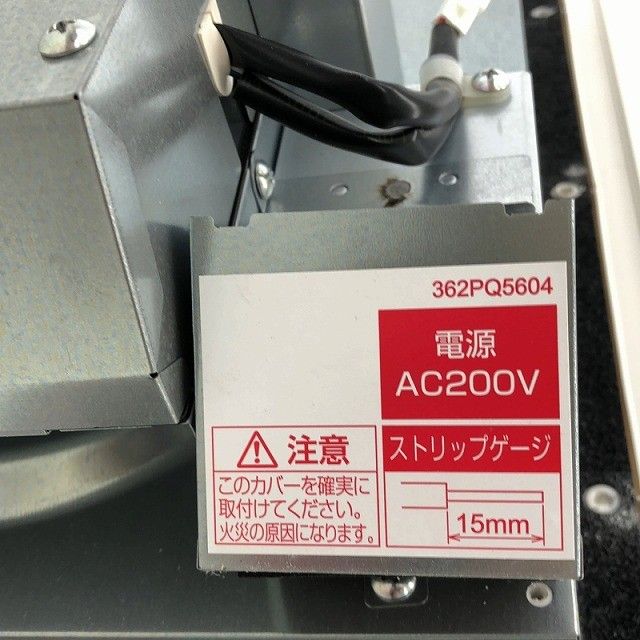 362PQ5604
電源
AC200V
注意
このカバーを確実に
取付けてください。
火災の原因になります。
ストリップゲージ
15mm